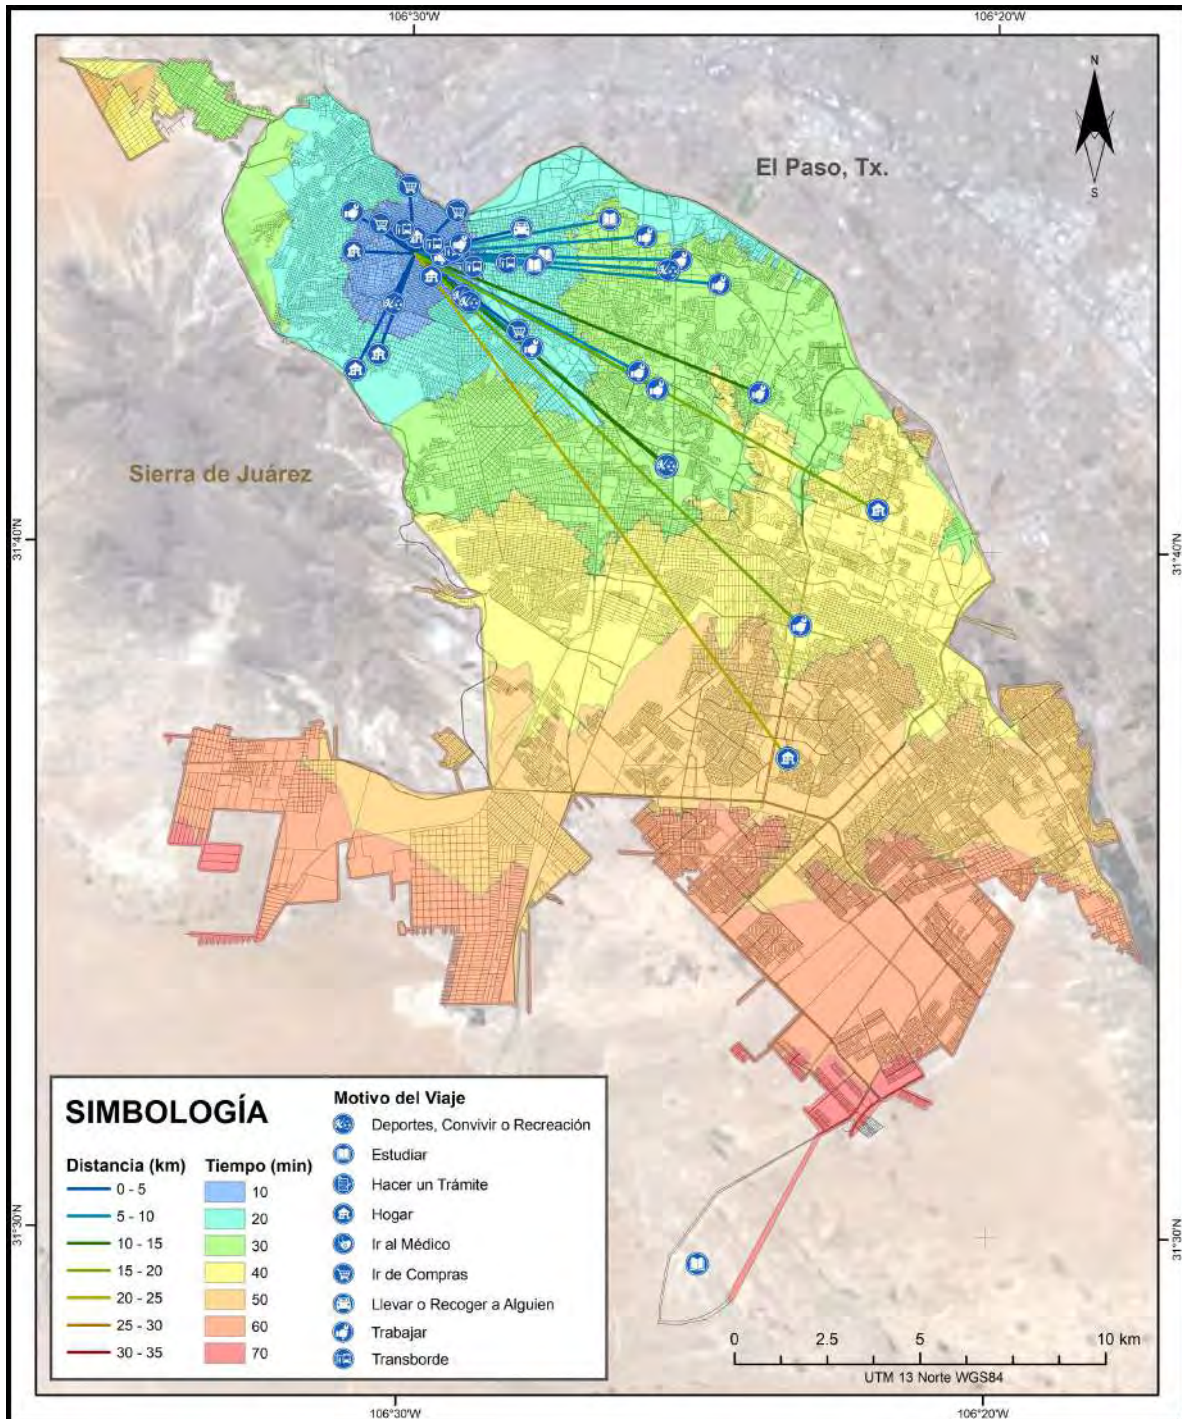 106°30'W
106°20'W
N
S
El Paso, Tx.
Sierra de Juárez
31°40'N
31°40'N
SIMBOLOGÍA
Distancia (km)
0 - 5
5 - 10
10 - 15
15 - 20
20 - 25
25 - 30
30 - 35
Tiempo (min)
10
20
30
40
50
60
70
Motivo del Viaje
Deportes, Convivir o Recreación
Estudiar
Hacer un Trámite
Hogar
Ir al Médico
Ir de Compras
Llevar o Recoger a Alguien
Trabajar
Transborde
31°30'N
31°30'N
0 2.5 5 10 km
UTM 13 Norte WGS84
106°30'W
106°20'W